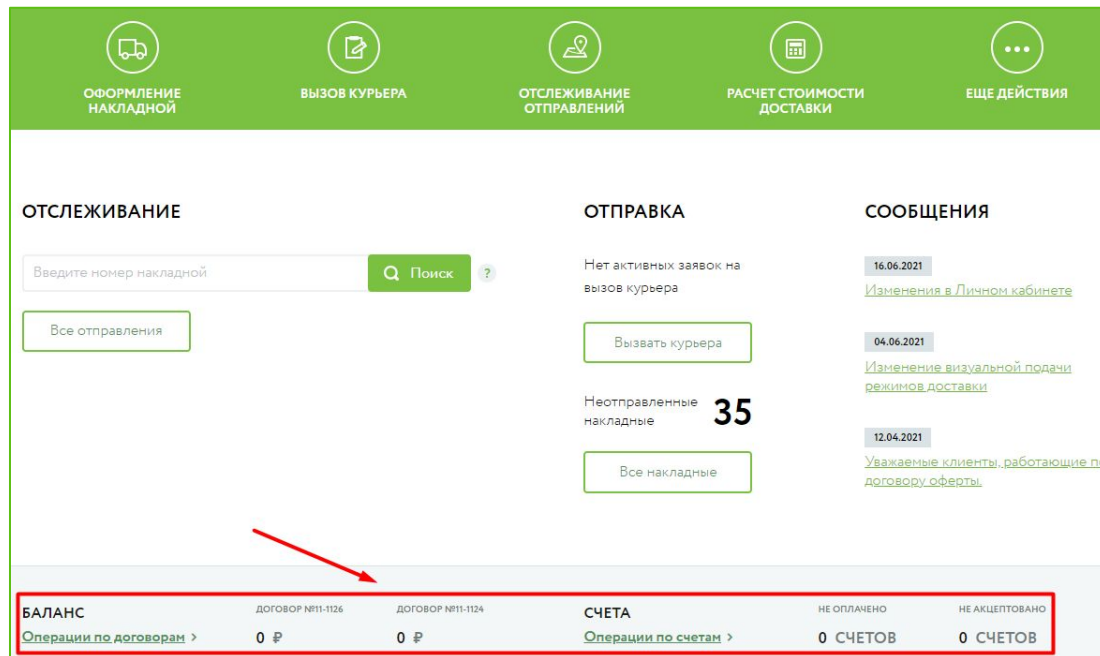 ОФОРМЛЕНИЕ
НАКЛАДНОЙ
ВЫЗОВ КУРЬЕРА
ОТСЛЕЖИВАНИЕ
ОТПРАВЛЕНИЙ
РАСЧЕТ СТОИМОСТИ
ДОСТАВКИ
ЕЩЕ ДЕЙСТВИЯ
ОТСЛЕЖИВАНИЕ
Введите номер накладной
Поиск
?
Все отправления
ОТПРАВКА
Нет активных заявок на
вызов курьера
Вызвать курьера
Неотправленные
накладные
35
Все накладные
СООБЩЕНИЯ
16.06.2021
Изменения в Личном кабинете
04.06.2021
Изменение визуальной подачи
режимов доставки
12.04.2021
Уважаемые клиенты, работающие
договору оферты.
БАЛАНС
Операции по договорам >
ДОГОВОР №11-1126
0 ₽
ДОГОВОР №11-1124
0 ₽
СЧЕТА
Операции по счетам >
НЕ ОПЛАЧЕНО
0 СЧЕТОВ
НЕ АКЦЕПТОВАНО
0 СЧЕТОВ